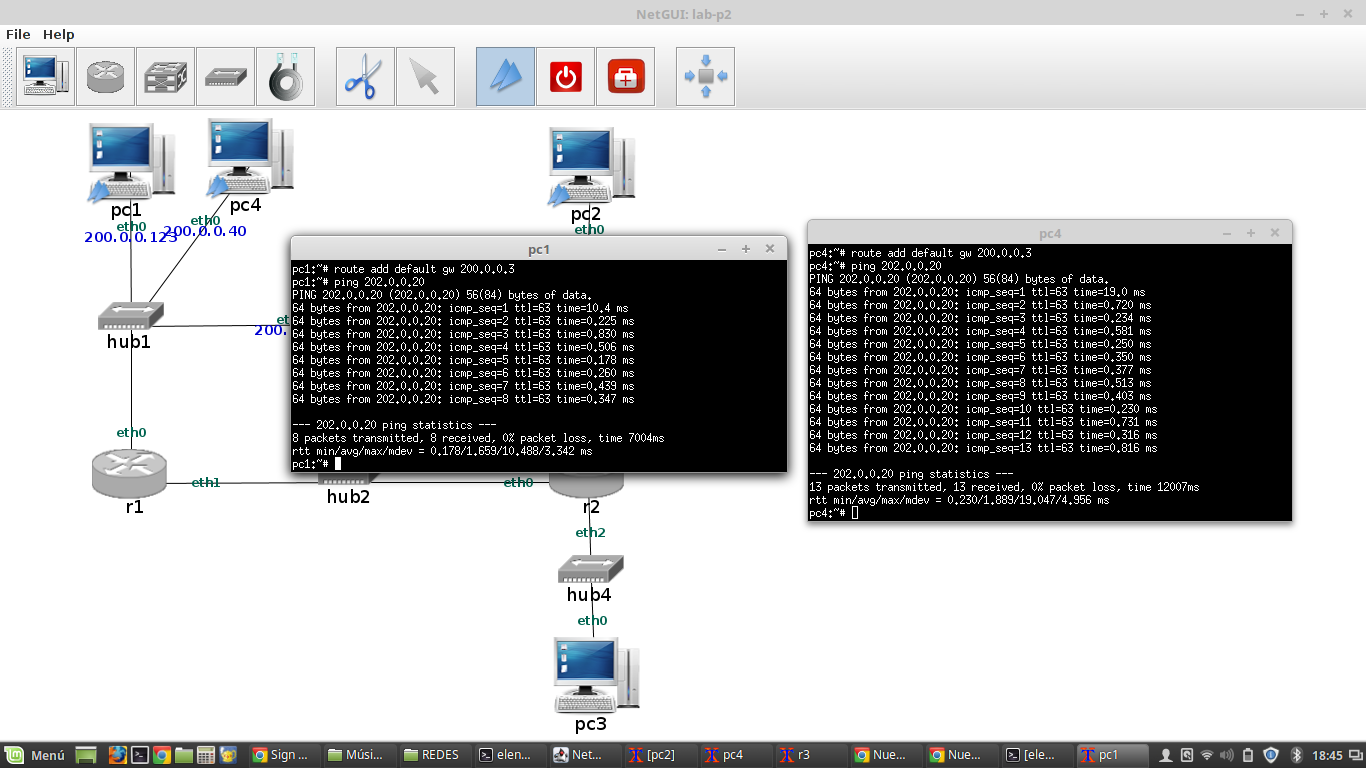 NetGUI: lab-p2
File Help
pc1
pc4
pc2
eth0
eth0
eth0
200.0.0.123
200.0.0.40
hub1
200.
eth0
r1
eth1
hub2
eth0
r2
eth2
hub4
eth0
pc3
pc1
pc1:~# route add default gw 200.0.0.3
pc1:~# ping 202.0.0.20
PING 202.0.0.20 (202.0.0.20) 56(84) bytes of data.
64 bytes from 202.0.0.20: icmp_seq=1 ttl=63 time=10.4 ms
64 bytes from 202.0.0.20: icmp_seq=2 ttl=63 time=0.225 ms
64 bytes from 202.0.0.20: icmp_seq=3 ttl=63 time=0.830 ms
64 bytes from 202.0.0.20: icmp_seq=4 ttl=63 time=0.506 ms
64 bytes from 202.0.0.20: icmp_seq=5 ttl=63 time=0.178 ms
64 bytes from 202.0.0.20: icmp_seq=6 ttl=63 time=0.260 ms
64 bytes from 202.0.0.20: icmp_seq=7 ttl=63 time=0.439 ms
64 bytes from 202.0.0.20: icmp_seq=8 ttl=63 time=0.347 ms
--- 202.0.0.20 ping statistics ---
8 packets transmitted, 8 received, 0% packet loss, time 7004ms
rtt min/avg/max/mdev = 0.178/1.659/10.488/3.342 ms
pc1:~#
pc4
pc4:~# route add default gw 200.0.0.3
pc4:~# ping 202.0.0.20
PING 202.0.0.20 (202.0.0.20) 56(84) bytes of data.
64 bytes from 202.0.0.20: icmp_seq=1 ttl=63 time=19.0 ms
64 bytes from 202.0.0.20: icmp_seq=2 ttl=63 time=0.720 ms
64 bytes from 202.0.0.20: icmp_seq=3 ttl=63 time=0.234 ms
64 bytes from 202.0.0.20: icmp_seq=4 ttl=63 time=0.581 ms
64 bytes from 202.0.0.20: icmp_seq=5 ttl=63 time=0.250 ms
64 bytes from 202.0.0.20: icmp_seq=6 ttl=63 time=0.350 ms
64 bytes from 202.0.0.20: icmp_seq=7 ttl=63 time=0.377 ms
64 bytes from 202.0.0.20: icmp_seq=8 ttl=63 time=0.513 ms
64 bytes from 202.0.0.20: icmp_seq=9 ttl=63 time=0.403 ms
64 bytes from 202.0.0.20: icmp_seq=10 ttl=63 time=0.230 ms
64 bytes from 202.0.0.20: icmp_seq=11 ttl=63 time=0.731 ms
64 bytes from 202.0.0.20: icmp_seq=12 ttl=63 time=0.316 ms
64 bytes from 202.0.0.20: icmp_seq=13 ttl=63 time=0.816 ms
--- 202.0.0.20 ping statistics ---
13 packets transmitted, 13 received, 0% packet loss, time 12007ms
rtt min/avg/max/mdev = 0.230/1.889/19.047/4.956 ms
pc4:~#
Menú Sign ... Músi... REDES elen... Net... [pc2] pc4 r3 Nue... Nue... [ele... pc1 18:45